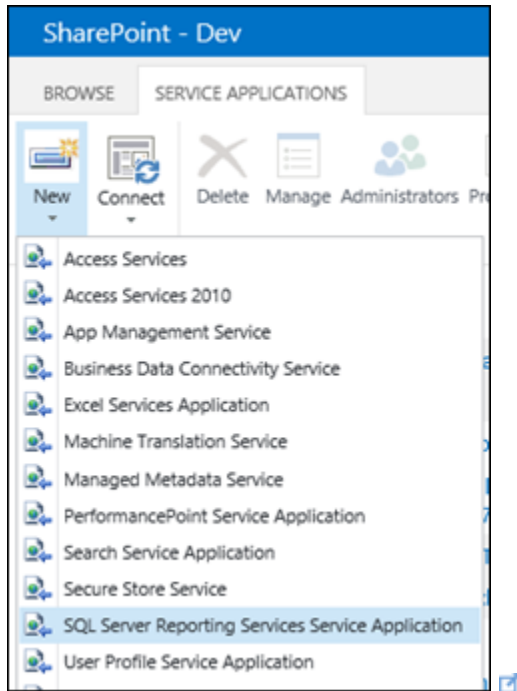 SharePoint - Dev
BROWSE SERVICE APPLICATIONS
New Connect Delete Manage Administrators
Access Services
Access Services 2010
App Management Service
Business Data Connectivity Service
Excel Services Application
Machine Translation Service
Managed Metadata Service
PerformancePoint Service Application
Search Service Application
Secure Store Service
SQL Server Reporting Services Service Application
User Profile Service Application